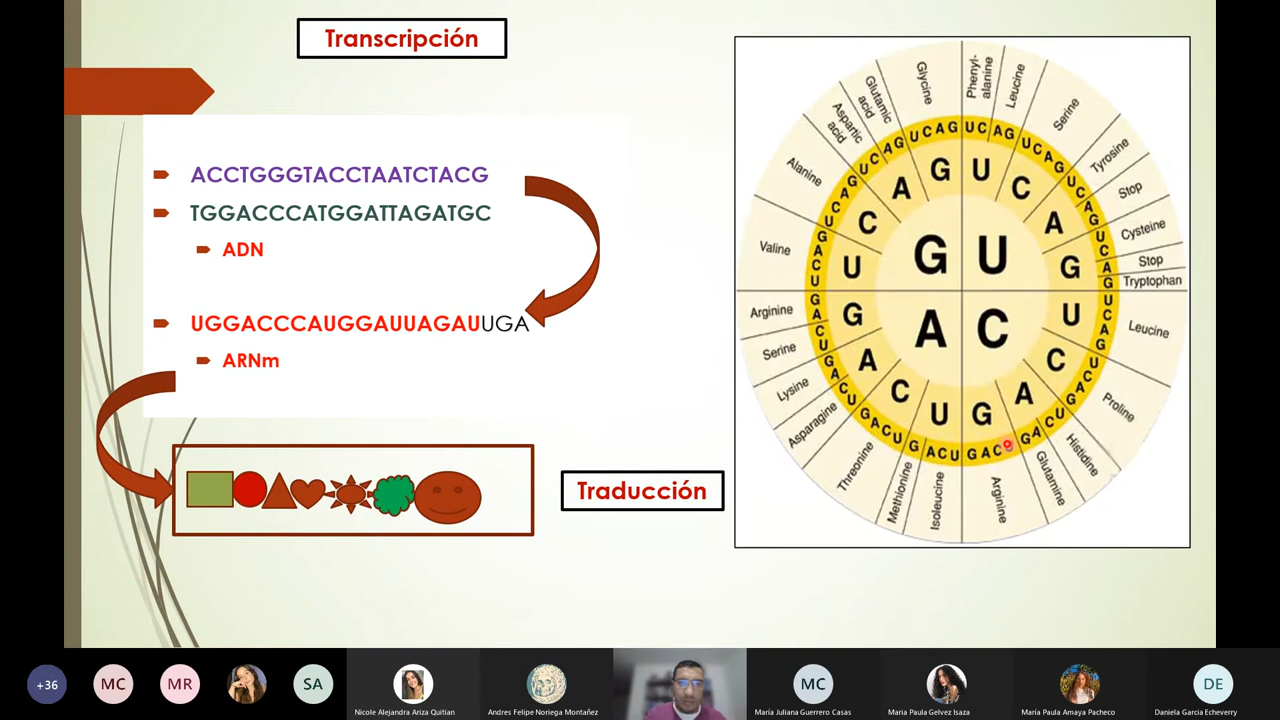 Transcripción
ACCTGGGTACCTAATCTACG
TGGACCCATGGATTAGATGC
ADN
UGGACCCAUGGAUUAGAUUGA
ARNm
Traducción
Glycine
Phenyl-
alanine
Leucine
Serine
Tyrosine
Stop
Cysteine
Stop
Tryptophan
Leucine
Proline
Histidine
Glutamine
Arginine
Isoleucine
Methionine
Threonine
Asparagine
Lysine
Serine
Arginine
Valine
Alanine
Aspartic
acid
Glutamic
acid
G U
A C
U C A G
U C A G
U C A G
U C A G
+36
MC
MR
SA
Nicole Alejandra Ariza Quitian
Andres Felipe Noriega Montañez
MC
María Juliana Guerrero Casas
Maria Paula Gelvez Isaza
María Paula Amaya Pacheco
DE
Daniela Garcia Echeverry